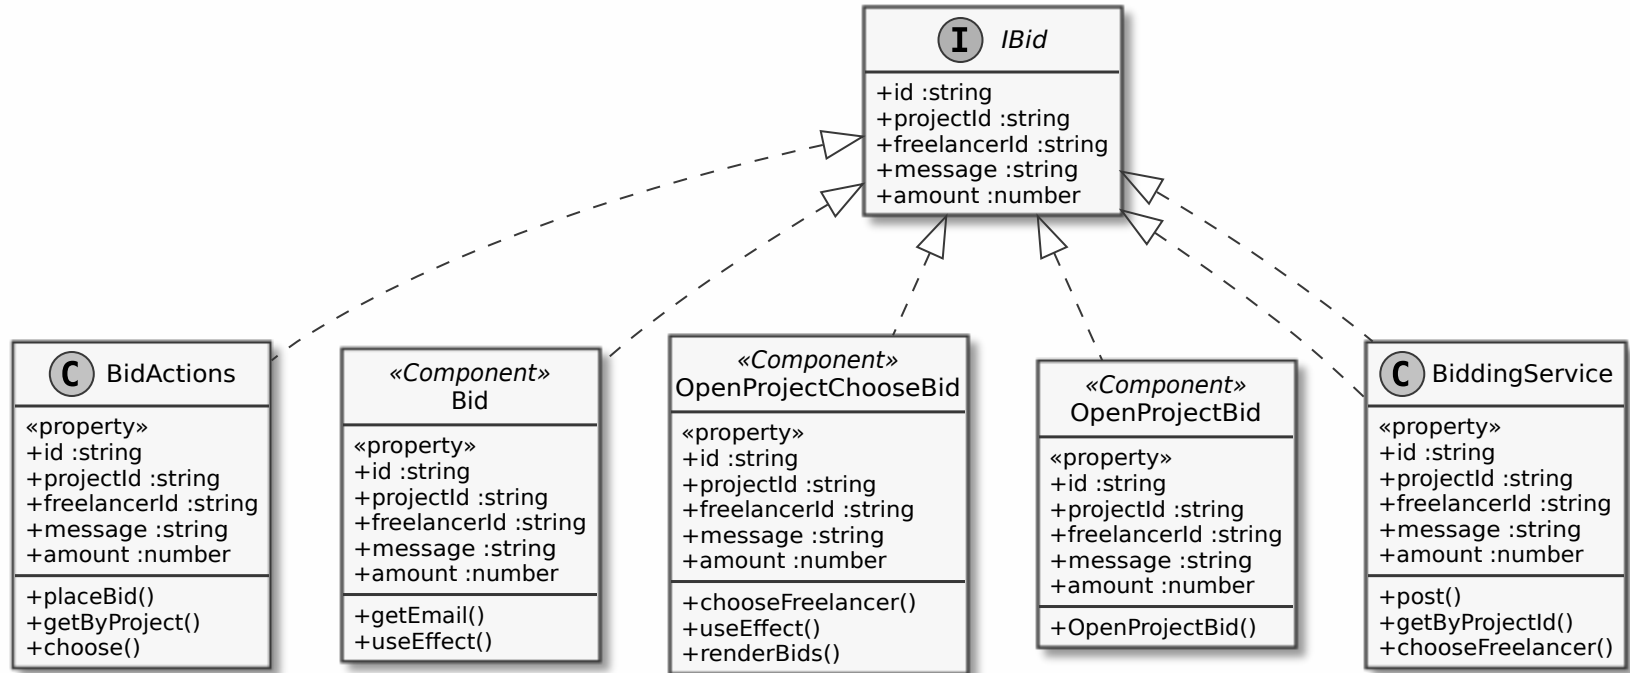 I IBid
+id :string
+projectId :string
+freelancerId :string
+message :string
+amount :number
C BidActions
«property»
+id :string
+projectId :string
+freelancerId :string
+message :string
+amount :number
+placeBid()
+getByProject()
+choose()
«Component»
Bid
«property»
+id :string
+projectId :string
+freelancerId :string
+message :string
+amount :number
+getEmail()
+useEffect()
«Component»
OpenProjectChooseBid
«property»
+id :string
+projectId :string
+freelancerId :string
+message :string
+amount :number
+chooseFreelancer()
+useEffect()
+renderBids()
«Component»
OpenProjectBid
«property»
+id :string
+projectId :string
+freelancerId :string
+message :string
+amount :number
+OpenProjectBid()
C BiddingService
«property»
+id :string
+projectId :string
+freelancerId :string
+message :string
+amount :number
+post()
+getByProjectId()
+chooseFreelancer()